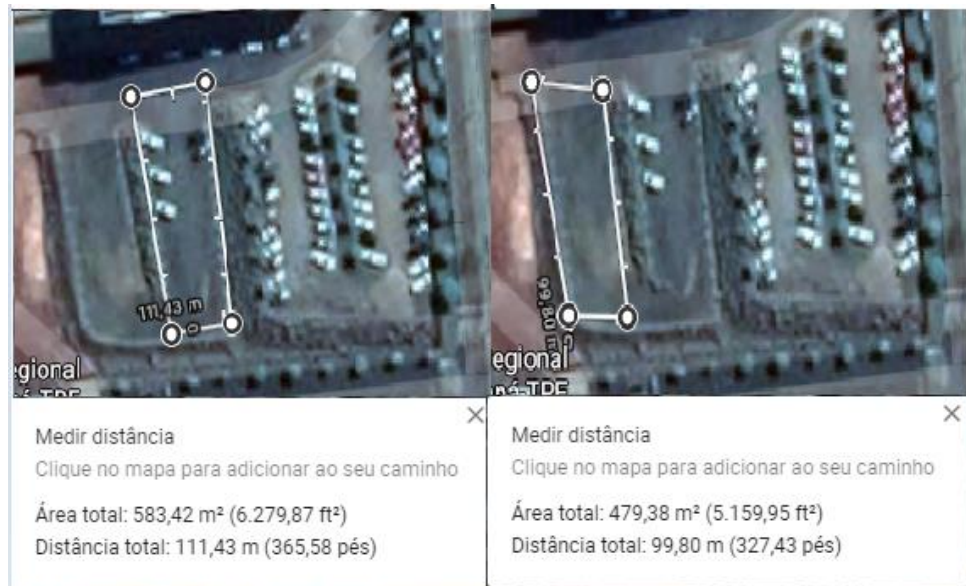 111,43 m
egional
Medir distância
Clique no mapa para adicionar ao seu caminho
Área total: 583,42 m² (6.279,87 ft²)
Distância total: 111,43 m (365,58 pés)
99,80 m
egional
Medir distância
Clique no mapa para adicionar ao seu caminho
Área total: 479,38 m² (5.159,95 ft²)
Distância total: 99,80 m (327,43 pés)